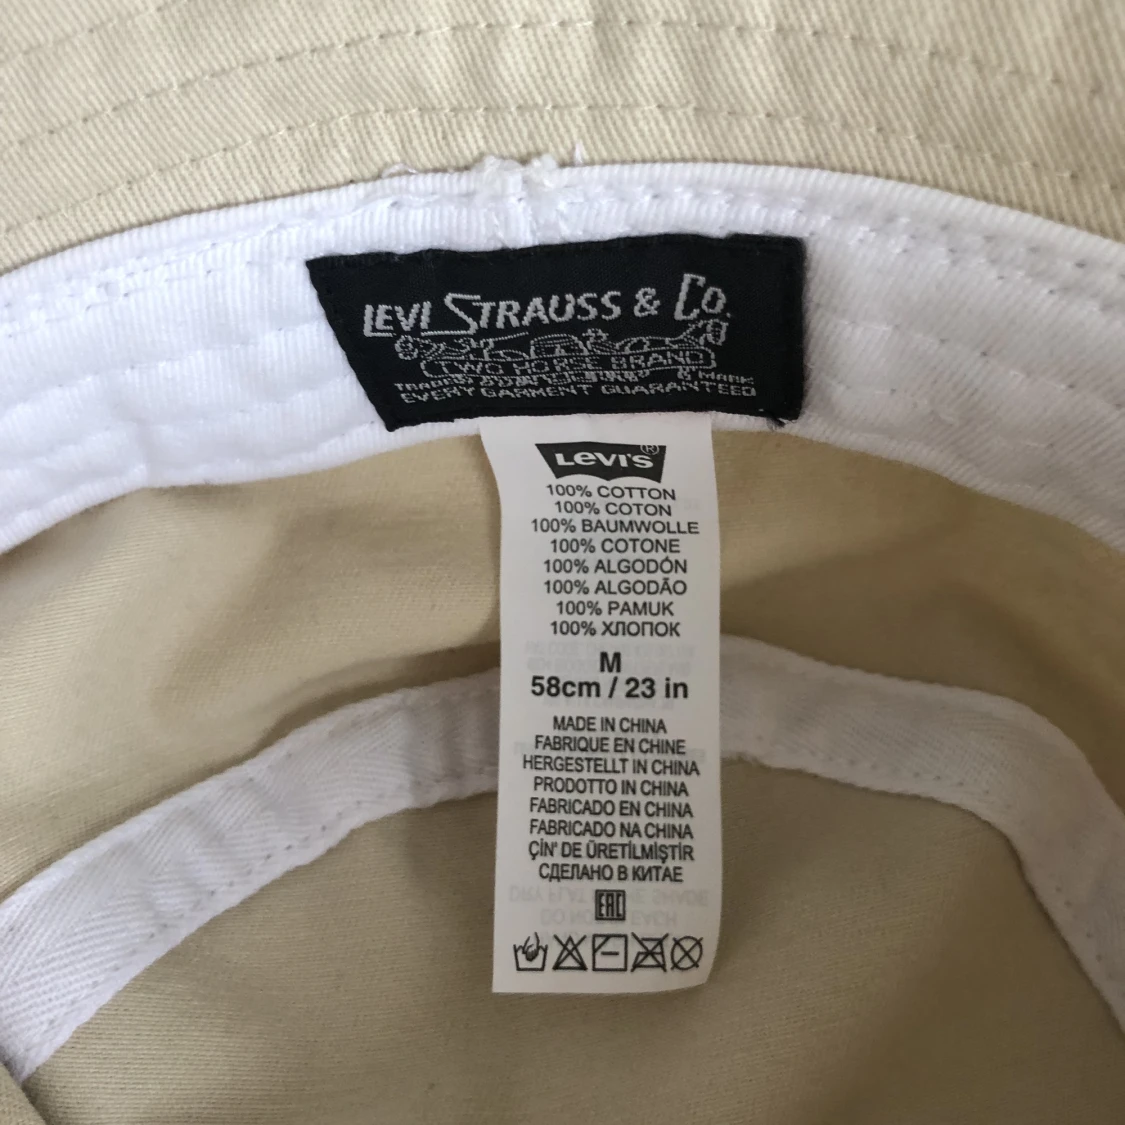 LEVI STRAUSS & CO.
TWO HORSE BRAND
TRADE MARK
EVERY GARMENT GUARANTEED
LEVI'S®
100% COTTON
100% COTON
100% BAUMWOLLE
100% COTONE
100% ALGODÓN
100% ALGODÃO
100% PAMUK
100% ХЛОПОК
M
58cm / 23 in
MADE IN CHINA
FABRIQUE EN CHINE
HERGESTELLT IN CHINA
PRODOTTO IN CHINA
FABRICADO EN CHINA
FABRICADO NA CHINA
ÇİN' DE ÜRETİLMİŞTİR
СДЕЛАНО В КИТАЕ
EAC